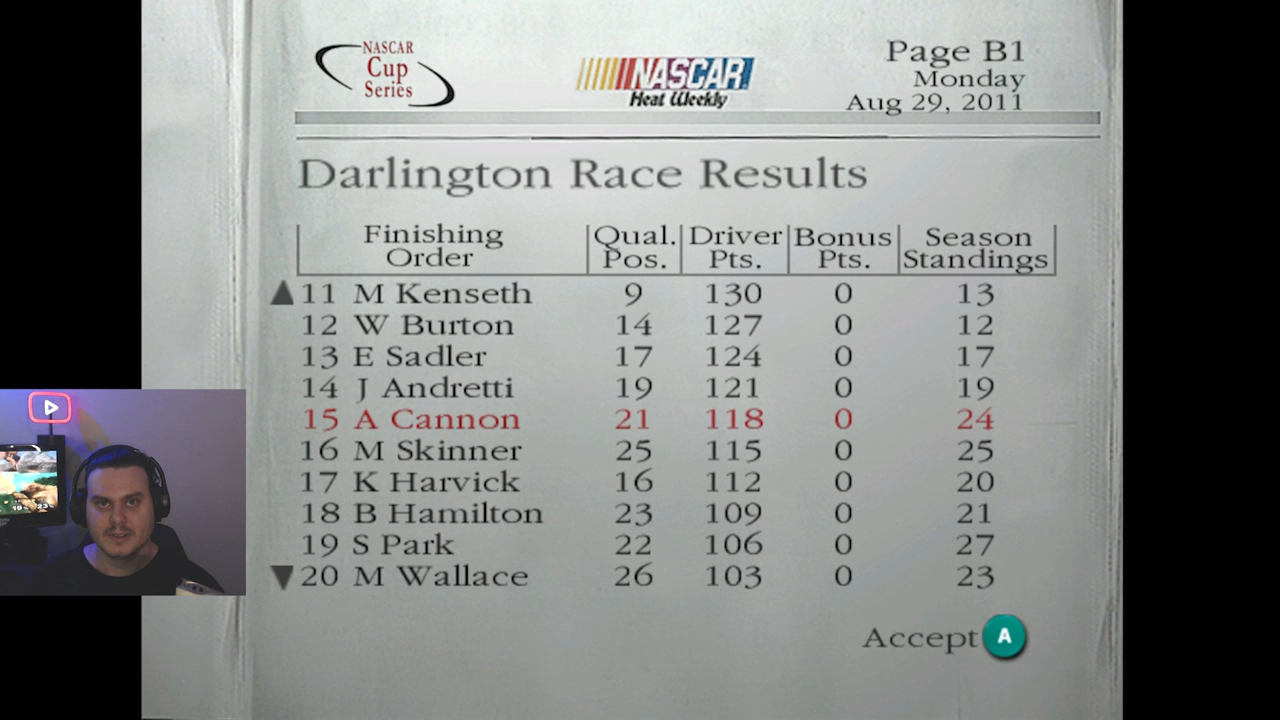 NASCAR
Cup
Series
NASCAR
Heat Weekly
Page B1
Monday
Aug 29, 2011
Darlington Race Results
Finishing Order Qual. Pos. Driver Pts. Bonus Pts. Season Standings
11 M Kenseth 9 130 0 13
12 W Burton 14 127 0 12
13 E Sadler 17 124 0 17
14 J Andretti 19 121 0 19
15 A Cannon 21 118 0 24
16 M Skinner 25 115 0 25
17 K Harvick 16 112 0 20
18 B Hamilton 23 109 0 21
19 S Park 22 106 0 27
20 M Wallace 26 103 0 23
Accept A